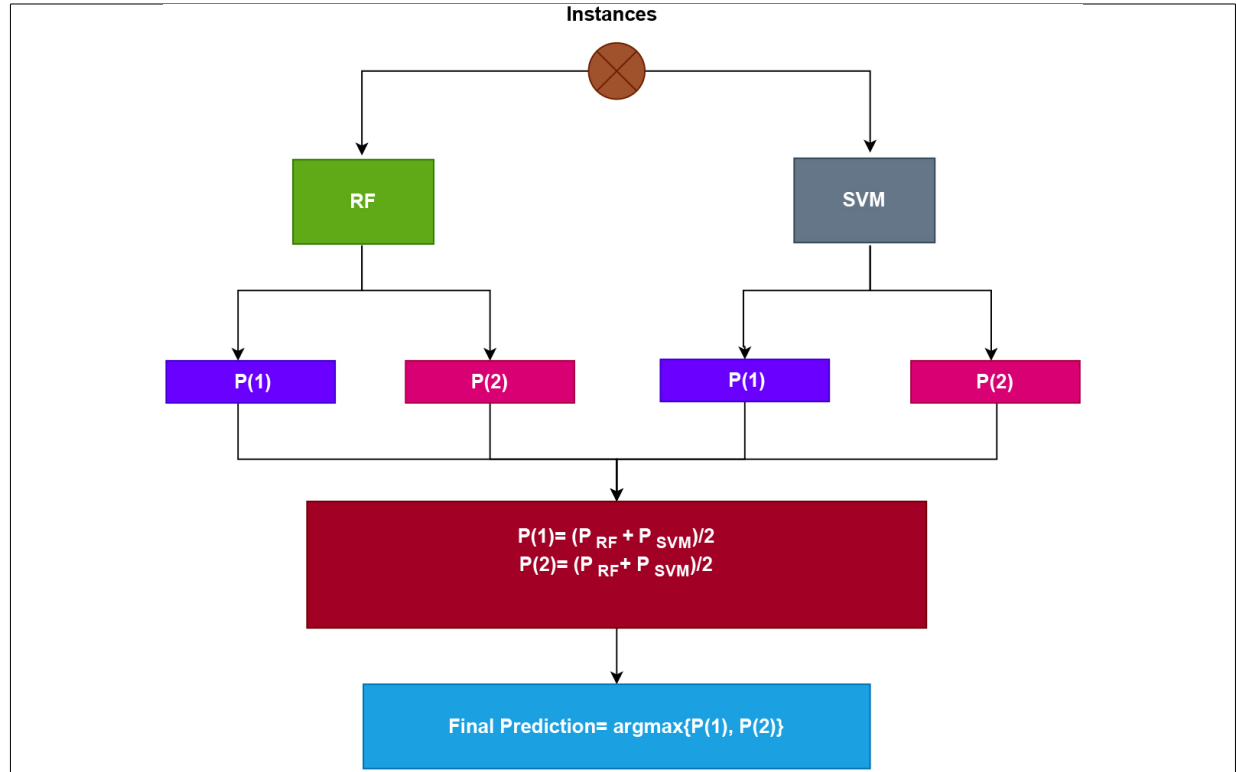 Instances
RF
SVM
P(1)
P(2)
P(1)
P(2)
P(1)= (P RF + P SVM)/2
P(2)= (P RF+ P SVM)/2
Final Prediction= argmax{P(1), P(2)}